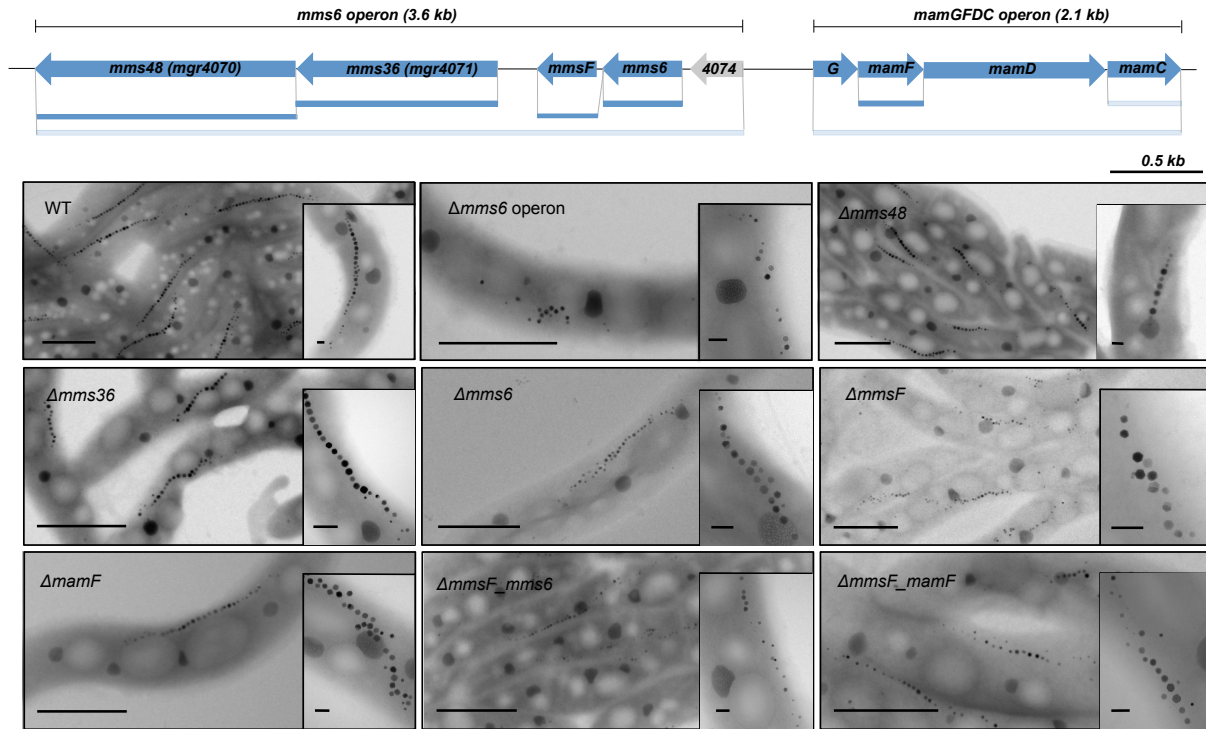 mms6 operon (3.6 kb)
mamGFDC operon (2.1 kb)
mms48 (mgr4070)
mms36 (mgr4071)
mmsF
mms6
4074
G
mamF
mamD
mamC
0.5 kb
WT
Δmms6 operon
Δmms48
Δmms36
Δmms6
ΔmmsF
ΔmamF
ΔmmsF_mms6
ΔmmsF_mamF